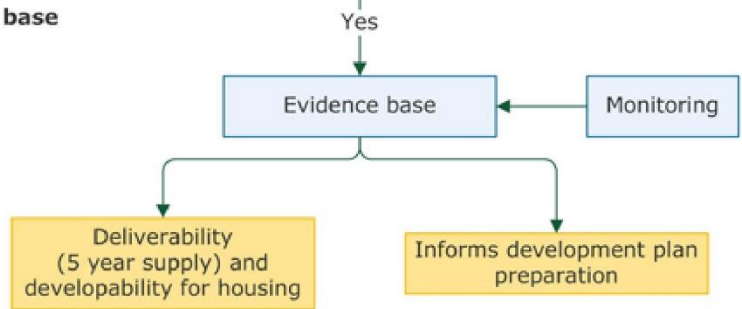 base
Yes
Evidence base
Monitoring
Deliverability
(5 year supply) and
developability for housing
Informs development plan
preparation